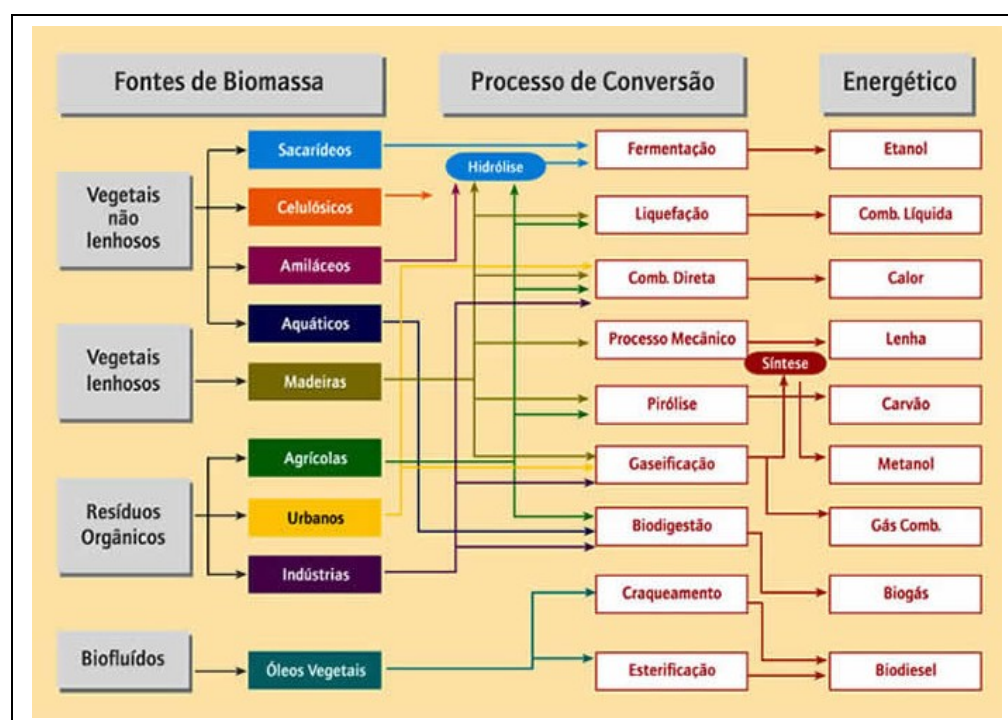 Fontes de Biomassa
Processo de Conversão
Energético
Vegetais
não
lenhosos
Vegetais
lenhosos
Resíduos
Orgânicos
Biofluídos
Sacarídeos
Celulósicos
Amiláceos
Aquáticos
Madeiras
Agrícolas
Urbanos
Indústrias
Óleos Vegetais
Hidrólise
Fermentação
Liquefação
Comb. Direta
Processo Mecânico
Síntese
Pirólise
Gaseificação
Biodigestão
Craqueamento
Esterificação
Etanol
Comb. Líquida
Calor
Lenha
Carvão
Metanol
Gás Comb.
Biogás
Biodiesel